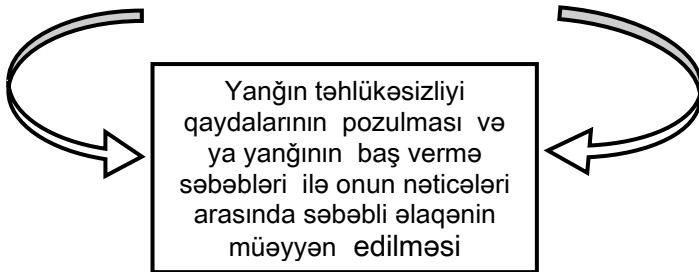 Yanğın təhlükəsizliyi
qaydalarının pozulması və
ya yanğının baş vermə
səbəbləri ilə onun nəticələri
arasında səbəbli əlaqənin
müəyyən edilməsi